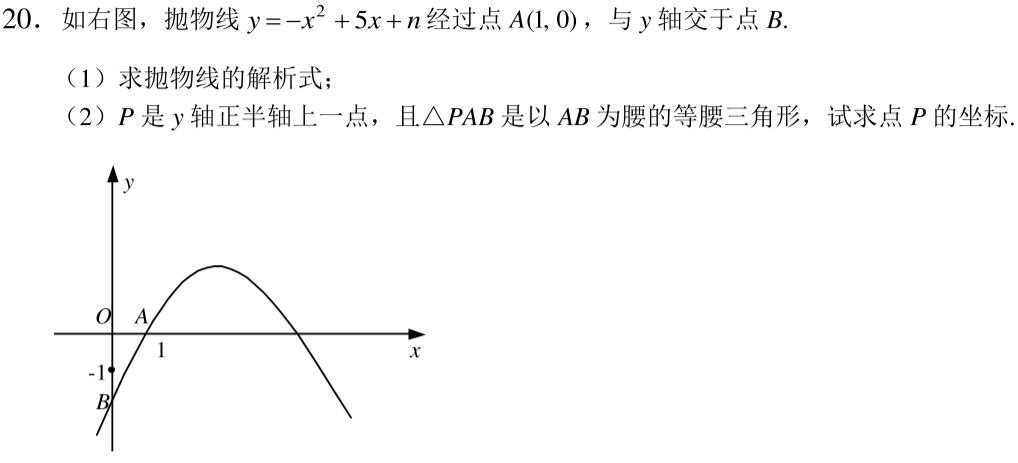 20．如右图，抛物线 y=−x² +5x+n 经过点 A(1, 0)，与 y 轴交于点 B.
（1）求抛物线的解析式；
（2）P 是 y 轴正半轴上一点，且△PAB 是以 AB 为腰的等腰三角形，试求点 P 的坐标.
y
O A
1
x
-1
B